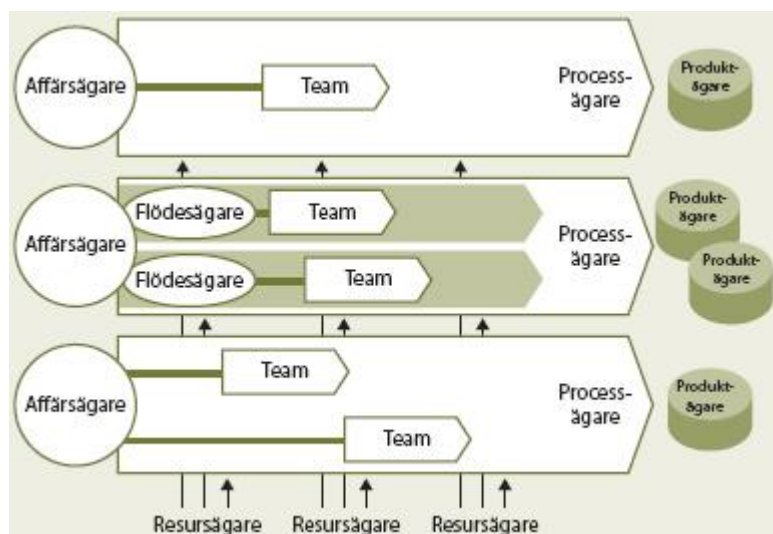 Affärsägare
Team
Process-
ägare
Produkt-
ägare
Affärsägare
Flödesägare
Team
Flödesägare
Team
Process-
ägare
Produkt-
ägare
Produkt-
ägare
Affärsägare
Team
Team
Process-
ägare
Produkt-
ägare
Resursägare
Resursägare
Resursägare